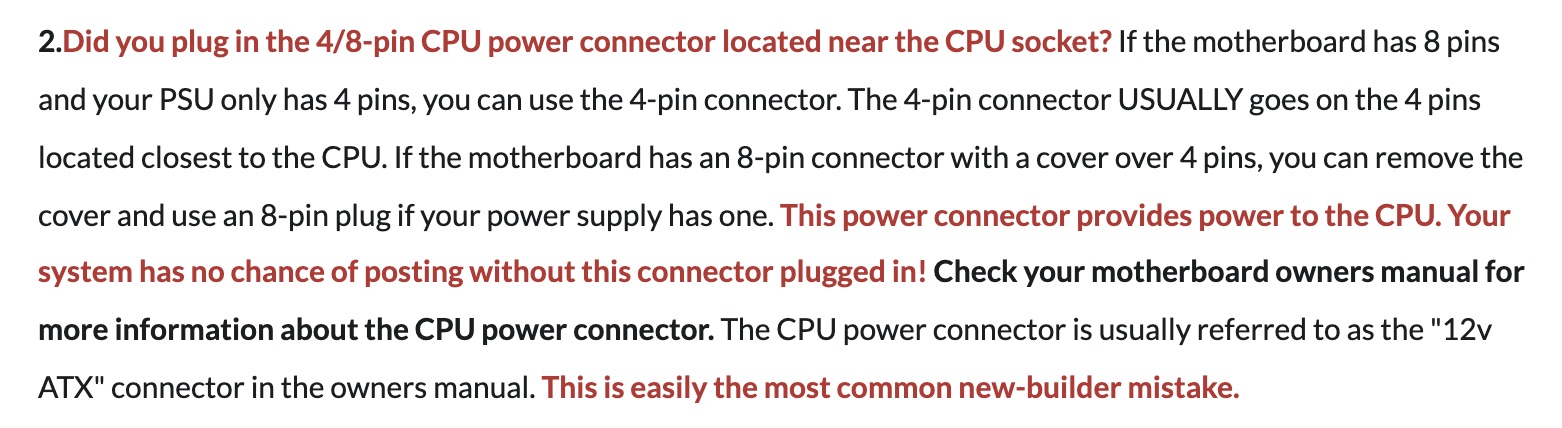 2.Did you plug in the 4/8-pin CPU power connector located near the CPU socket? If the motherboard has 8 pins
and your PSU only has 4 pins, you can use the 4-pin connector. The 4-pin connector USUALLY goes on the 4 pins
located closest to the CPU. If the motherboard has an 8-pin connector with a cover over 4 pins, you can remove the
cover and use an 8-pin plug if your power supply has one. This power connector provides power to the CPU. Your
system has no chance of posting without this connector plugged in! Check your motherboard owners manual for
more information about the CPU power connector. The CPU power connector is usually referred to as the "12v
ATX" connector in the owners manual. This is easily the most common new-builder mistake.